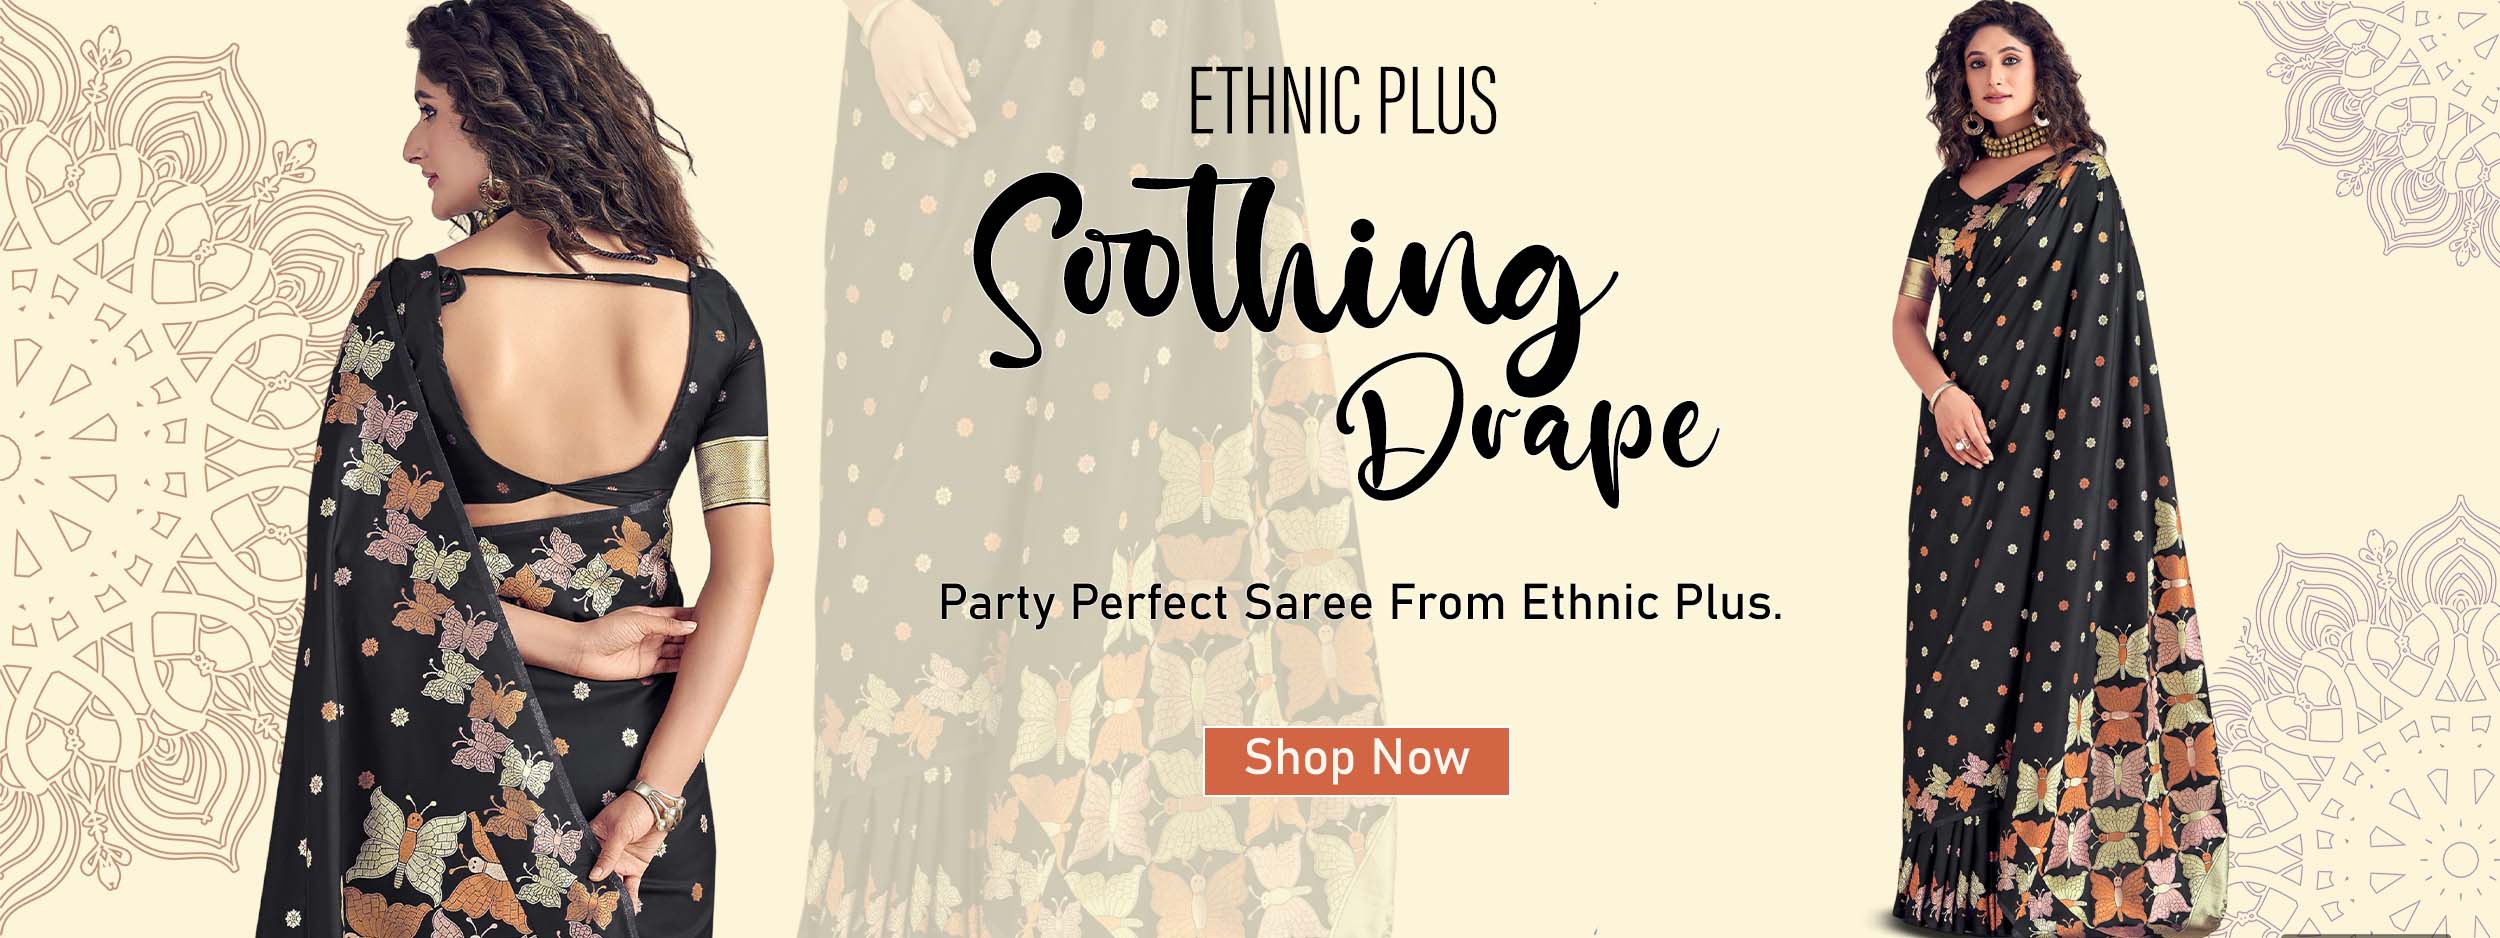 ETHNIC PLUS
Soothing
Drape
Party Perfect Saree From Ethnic Plus.
Shop Now